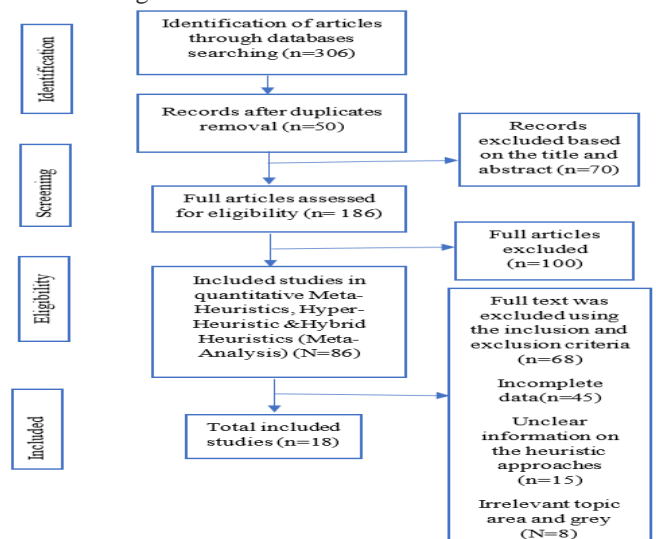 Identification
Identification of articles
through databases
searching (n=306)
Records after duplicates
removal (n=50)
Records
excluded based
on the title and
abstract (n=70)
Screening
Full articles assessed
for eligibility (n= 186)
Full articles
excluded
(n=100)
Eligibility
Included studies in
quantitative Meta-
Heuristics, Hyper-
Heuristic &Hybrid
Heuristics (Meta-
Analysis) (N=86)
Full text was
excluded using
the inclusion and
exclusion criteria
(n=68)
Incomplete
data(n=45)
Unclear
information on
the heuristic
approaches
(n=15)
Irrelevant topic
area and grey
(N=8)
Included
Total included
studies (n=18)